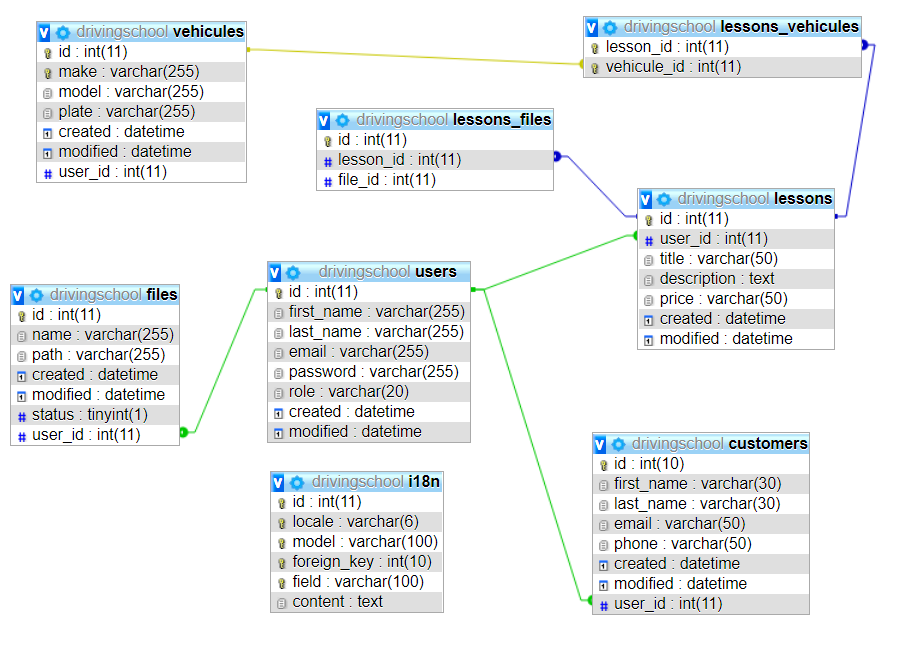 drivingschool vehicules
id : int(11)
make : varchar(255)
model : varchar(255)
plate : varchar(255)
created : datetime
modified : datetime
user_id : int(11)
drivingschool lessons_vehicules
lesson_id : int(11)
vehicule_id : int(11)
drivingschool lessons_files
id : int(11)
lesson_id : int(11)
file_id : int(11)
drivingschool lessons
id : int(11)
user_id : int(11)
title : varchar(50)
description : text
price : varchar(50)
created : datetime
modified : datetime
drivingschool files
id : int(11)
name : varchar(255)
path : varchar(255)
created : datetime
modified : datetime
status : tinyint(1)
user_id : int(11)
drivingschool users
id : int(11)
first_name : varchar(255)
last_name : varchar(255)
email : varchar(255)
password : varchar(255)
role : varchar(20)
created : datetime
modified : datetime
drivingschool i18n
id : int(11)
locale : varchar(6)
model : varchar(100)
foreign_key : int(10)
field : varchar(100)
content : text
drivingschool customers
id : int(10)
first_name : varchar(30)
last_name : varchar(30)
email : varchar(50)
phone : varchar(50)
created : datetime
modified : datetime
user_id : int(11)